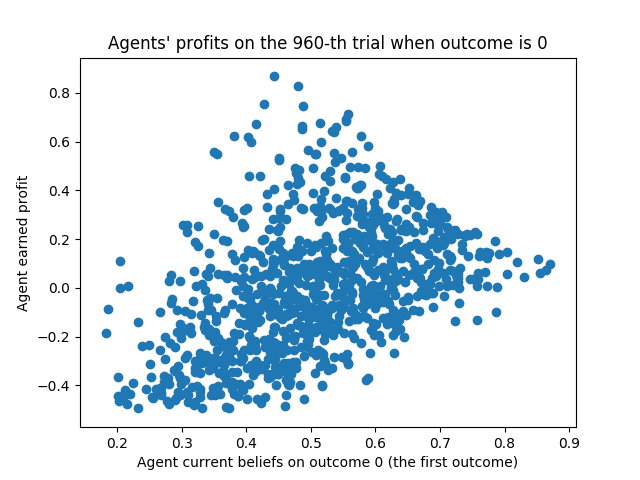 Agents' profits on the 960-th trial when outcome is 0
0.8
0.6
0.4
0.2
0.0
−0.2
−0.4
Agent earned profit
0.2 0.3 0.4 0.5 0.6 0.7 0.8 0.9
Agent current beliefs on outcome 0 (the first outcome)